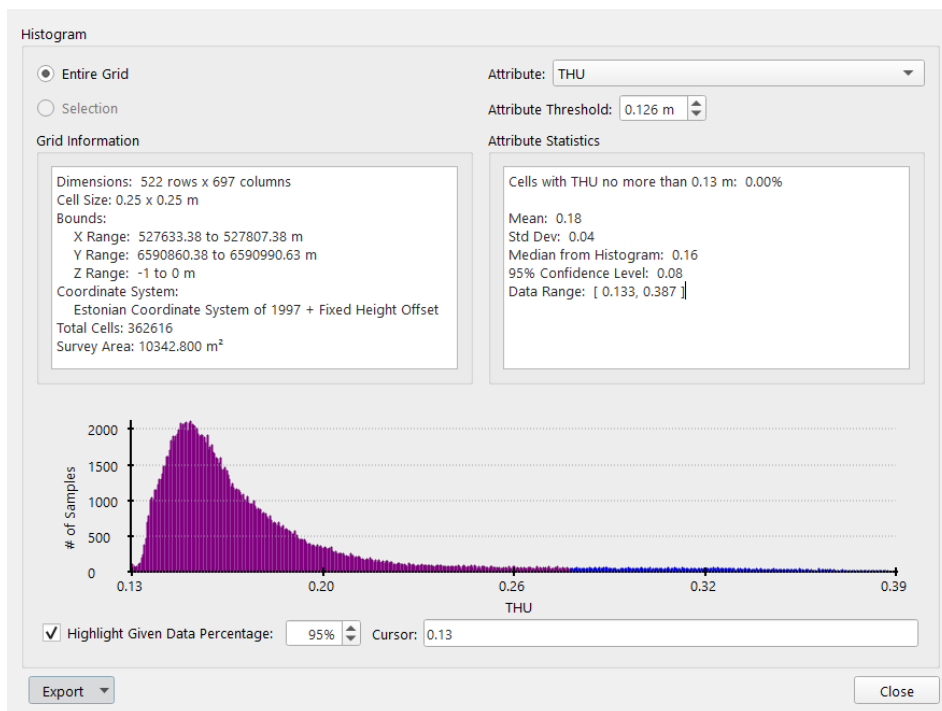 Histogram
Entire Grid
Attribute: THU
Selection
Attribute Threshold: 0.126 m
Grid Information
Attribute Statistics
Dimensions: 522 rows x 697 columns
Cell Size: 0.25 x 0.25 m
Bounds:
X Range: 527633.38 to 527807.38 m
Y Range: 6590860.38 to 6590990.63 m
Z Range: -1 to 0 m
Coordinate System:
Estonian Coordinate System of 1997 + Fixed Height Offset
Total Cells: 362616
Survey Area: 10342.800 m²
Cells with THU no more than 0.13 m: 0.00%
Mean: 0.18
Std Dev: 0.04
Median from Histogram: 0.16
95% Confidence Level: 0.08
Data Range: [ 0.133, 0.387 ]
# of Samples
2000
1500
1000
500
0
0.13 0.20 0.26 0.32 0.39
THU
Highlight Given Data Percentage: 95% Cursor: 0.13
Export Close